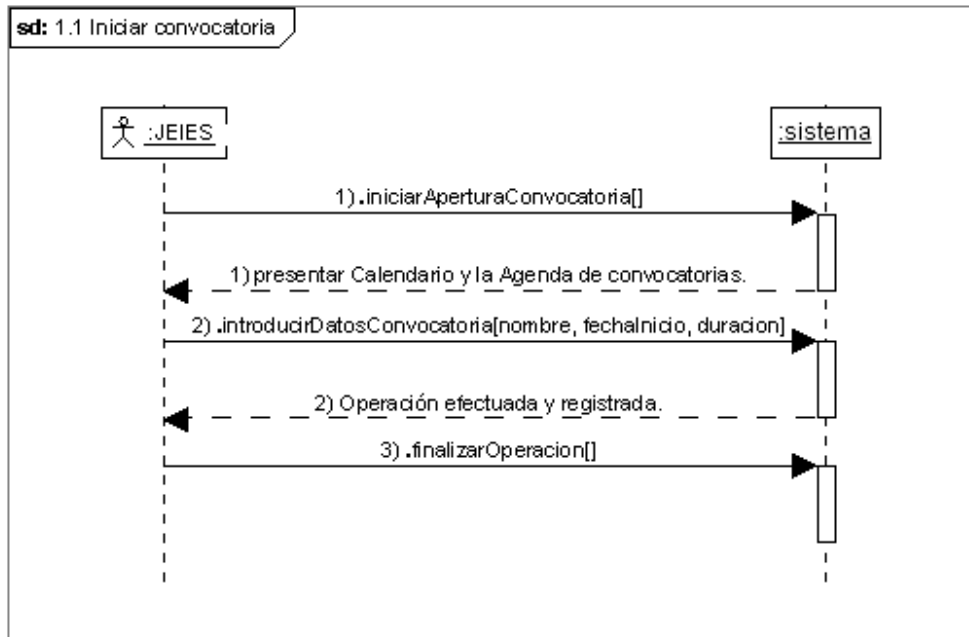 sd: 1.1 Iniciar convocatoria
:JEIES
:sistema
1) .iniciarAperturaConvocatoria[]
1) presentar Calendario y la Agenda de convocatorias.
2) .introducirDatosConvocatoria[nombre, fechaInicio, duracion]
2) Operación efectuada y registrada.
3) .finalizarOperacion[]